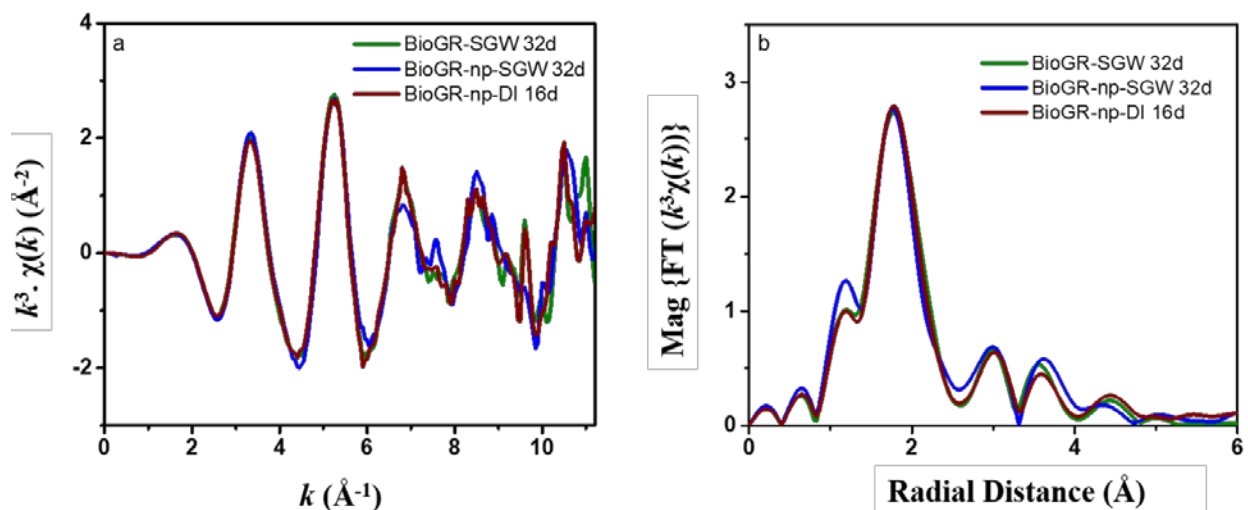 a
BioGR-SGW 32d
BioGR-np-SGW 32d
BioGR-np-DI 16d
4
2
0
-2
0
2
4
6
8
10
k³. χ(k) (Å⁻²)
k (Å⁻¹)
b
BioGR-SGW 32d
BioGR-np-SGW 32d
BioGR-np-DI 16d
3
2
1
0
0
2
4
6
Mag {FT (k³χ(k))}
Radial Distance (Å)